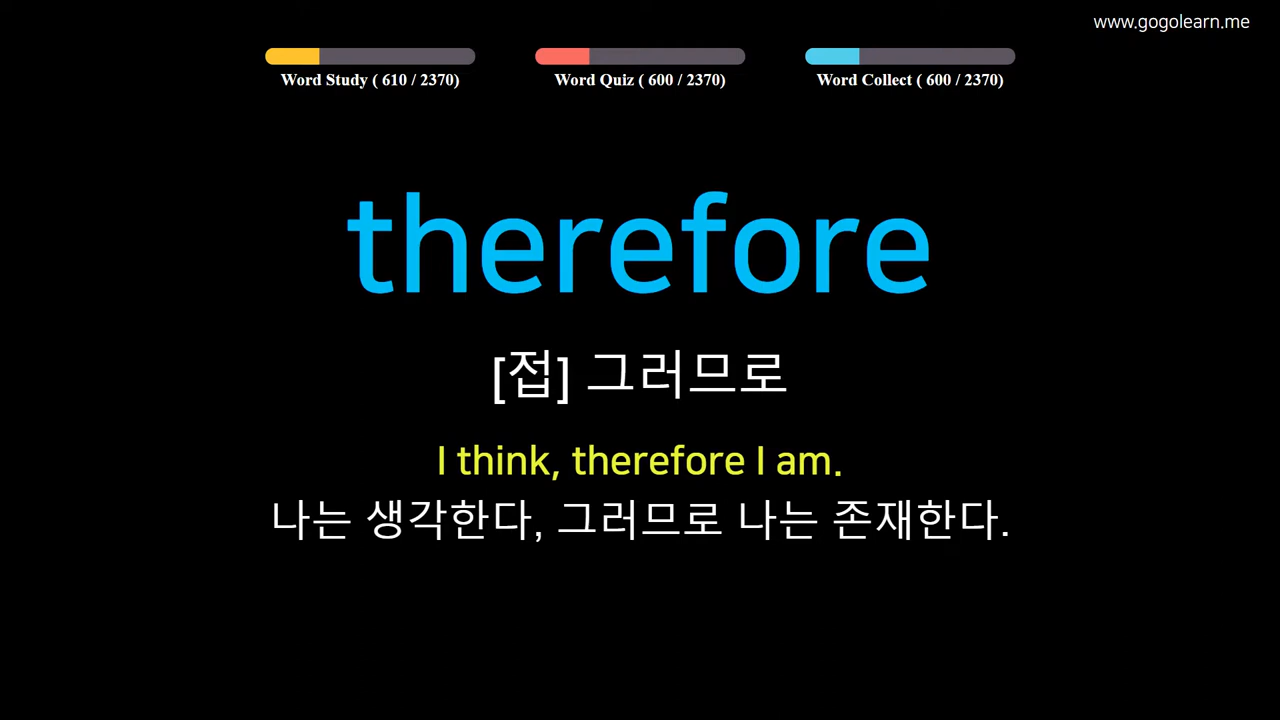 www.gogolearn.me
Word Study ( 610 / 2370)
Word Quiz ( 600 / 2370)
Word Collect ( 600 / 2370)
therefore
[접] 그러므로
I think, therefore I am.
나는 생각한다, 그러므로 나는 존재한다.